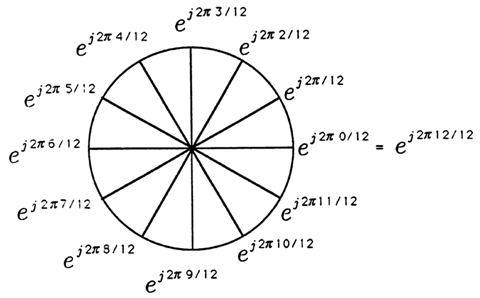 e^{j2π 3/12}
e^{j2π 4/12} e^{j2π 2/12}
e^{j2π 5/12} e^{j2π/12}
e^{j2π 6/12} e^{j2π 0/12} = e^{j2π12/12}
e^{j2π7/12} e^{j2π11/12}
e^{j2π8/12} e^{j2π10/12}
e^{j2π 9/12}